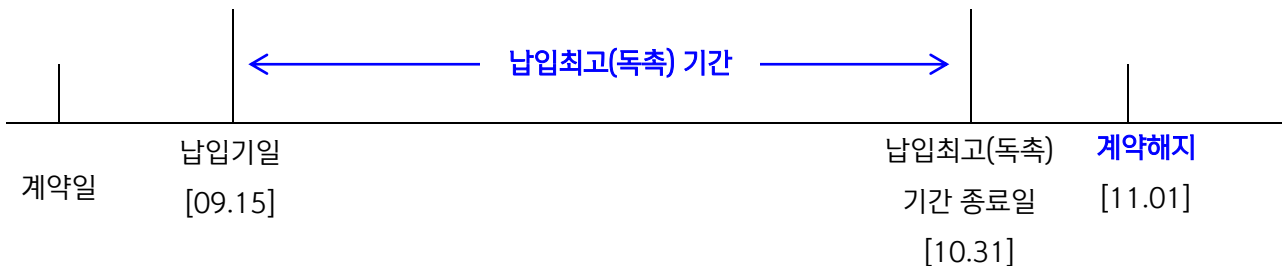 납입최고(독촉) 기간
계약일
납입기일
[09.15]
납입최고(독촉)
기간 종료일
[10.31]
계약해지
[11.01]